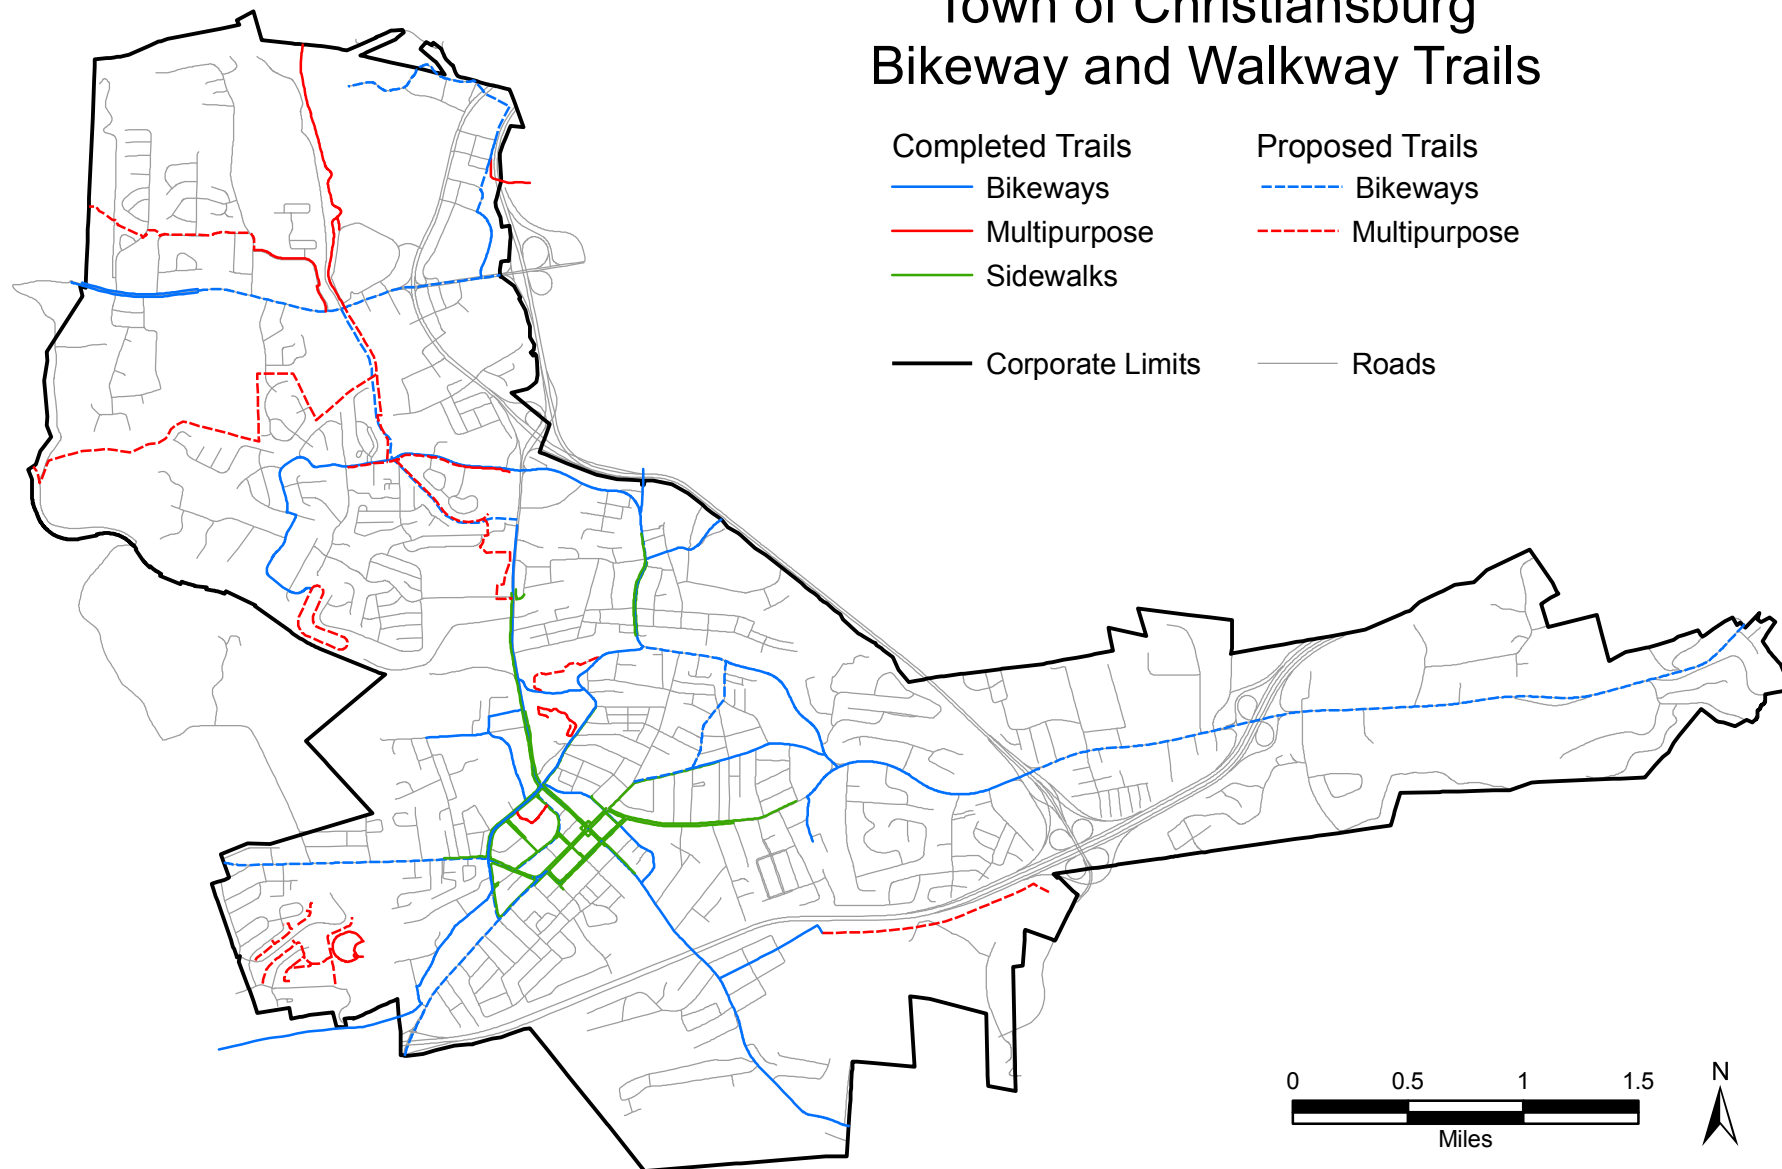 Town of Christiansburg
Bikeway and Walkway Trails
Completed Trails
Proposed Trails
Bikeways
Bikeways
Multipurpose
Multipurpose
Sidewalks
Corporate Limits
Roads
0 0.5 1 1.5
Miles
N